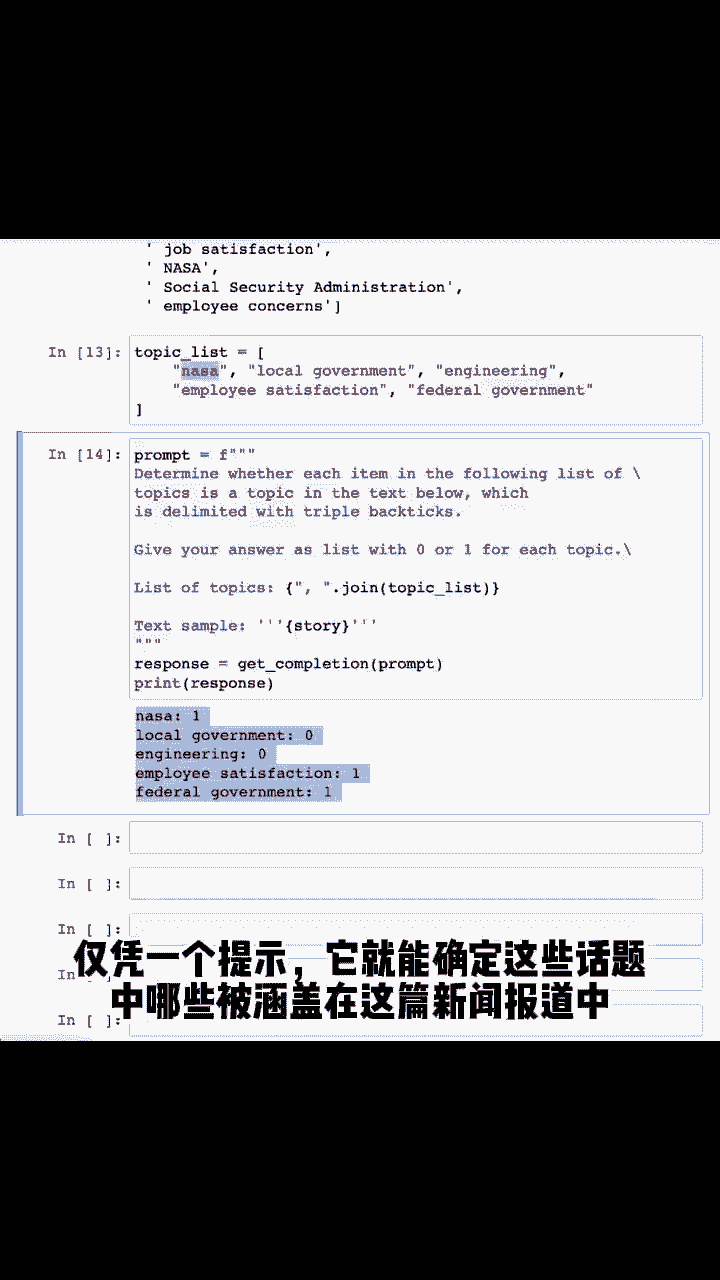 ' job satisfaction',
' NASA',
' Social Security Administration',
' employee concerns']
In [13]: topic_list = [
"nasa", "local government", "engineering",
"employee satisfaction", "federal government"
]
In [14]: prompt = f"""
Determine whether each item in the following list of \
topics is a topic in the text below, which
is delimited with triple backticks.
Give your answer as list with 0 or 1 for each topic.\
List of topics: {", ".join(topic_list)}
Text sample: '''{story}'''
"""
response = get_completion(prompt)
print(response)
nasa: 1
local government: 0
engineering: 0
employee satisfaction: 1
federal government: 1
In [ ]:
In [ ]:
In [ ]:
仅凭一个提示，它就能确定这些话题
In [ ]:
中哪些被涵盖在这篇新闻报道中
In [ ]: